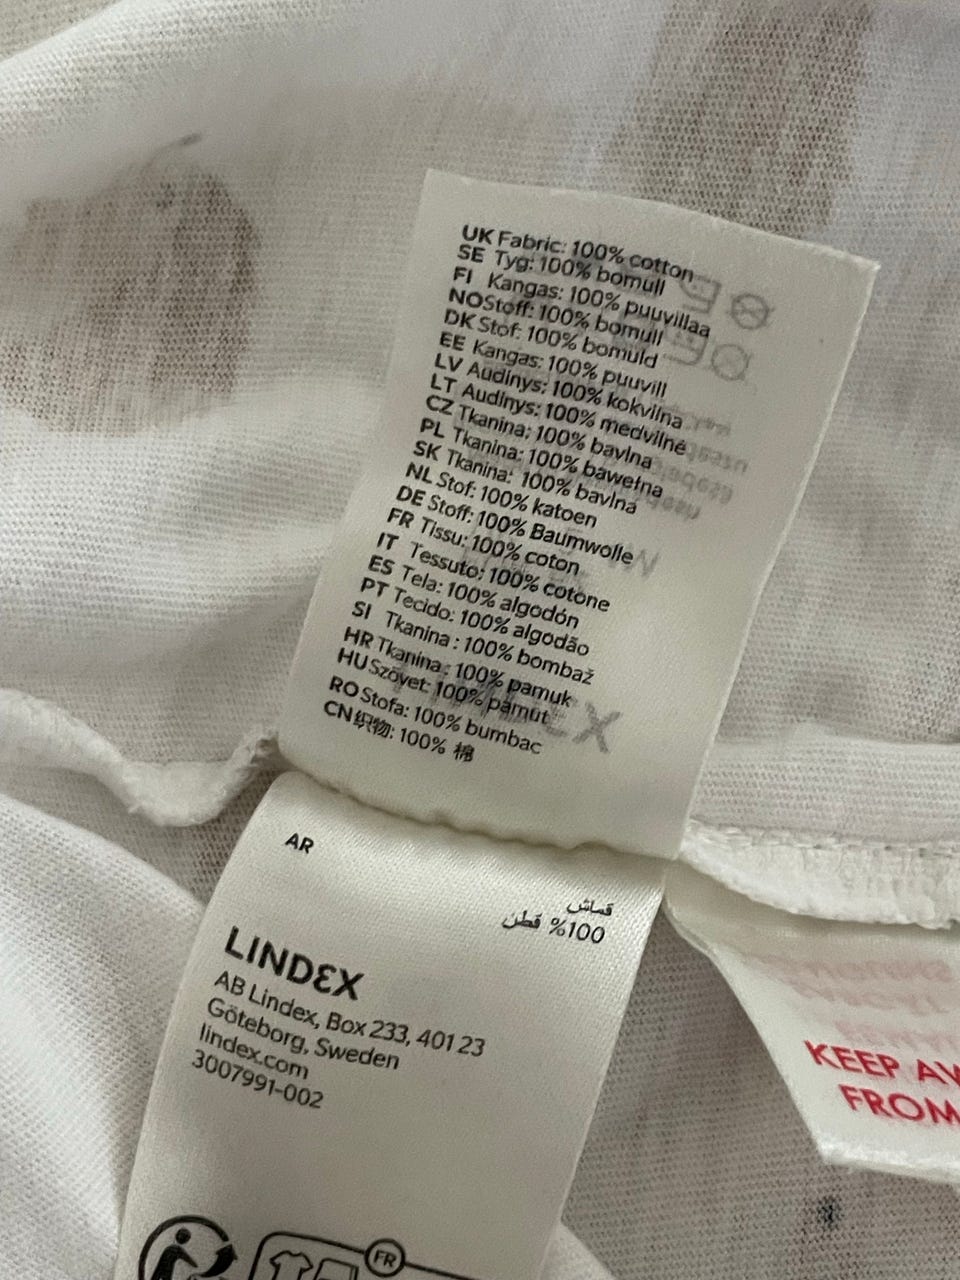 UK Fabric: 100% cotton
SE Tyg: 100% bomull
FI Kangas: 100% puuvillaa
NO Stoff: 100% bomull
DK Stof: 100% bomuld
EE Kangas: 100% puuvill
LV Audinys: 100% kokvilna
LT Audinys: 100% medvilnė
CZ Tkanina: 100% bavlna
PL Tkanina: 100% bawełna
SK Tkanina: 100% bavlna
NL Stof: 100% katoen
DE Stoff: 100% Baumwolle
FR Tissu: 100% coton
IT Tessuto: 100% cotone
ES Tela: 100% algodón
PT Tecido: 100% algodão
SI Tkanina : 100% bombaž
HR Tkanina : 100% pamuk
HU Szövet: 100% pamut
RO Stofa: 100% bumbac
CN 织物: 100% 棉
AR
قماش
100% قطن
LINDEX
AB Lindex, Box 233, 401 23
Göteborg, Sweden
lindex.com
3007991-002
FR
KEEP
FROM